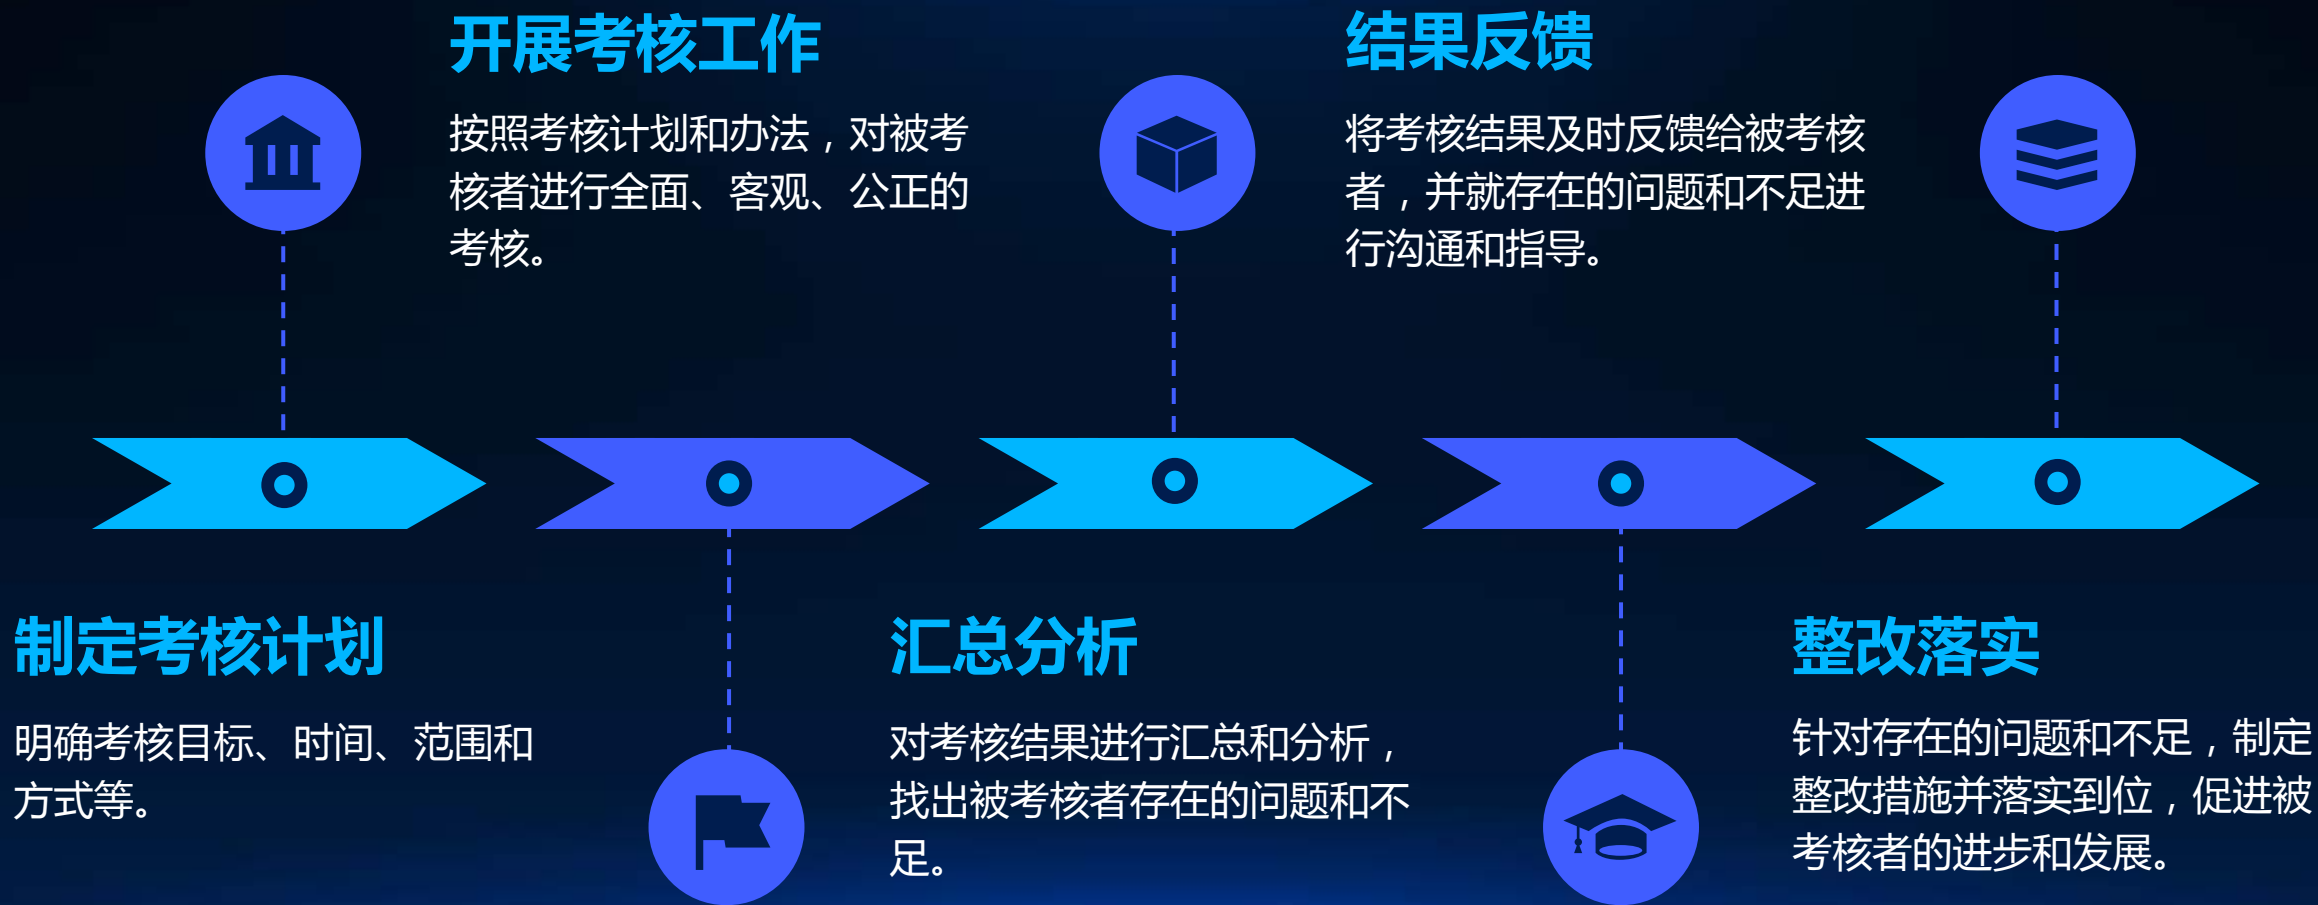 开展考核工作
按照考核计划和办法，对被考
核者进行全面、客观、公正的
考核。
结果反馈
将考核结果及时反馈给被考核
者，并就存在的问题和不足进
行沟通和指导。
制定考核计划
明确考核目标、时间、范围和
方式等。
汇总分析
对考核结果进行汇总和分析，
找出被考核者存在的问题和不
足。
整改落实
针对存在的问题和不足，制定
整改措施并落实到位，促进被
考核者的进步和发展。